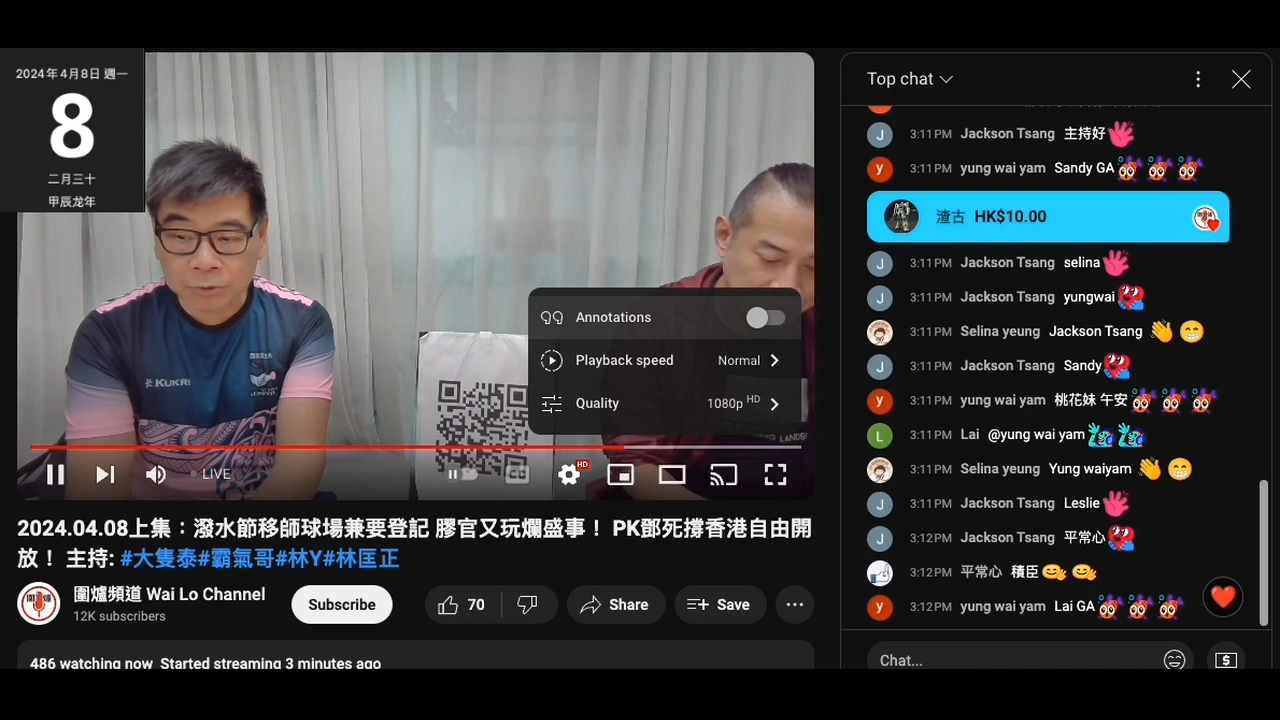 2024年4月8日 週一
8
二月三十
甲辰龙年
KUKRI
Annotations
Playback speed Normal
Quality 1080p HD
LIVE
CC
HD
2024.04.08上集：潑水節移師球場兼要登記 膠官又玩爛盛事！ PK鄧死撐香港自由開
放！ 主持: #大隻泰#霸氣哥#林Y#林匡正
圍爐頻道 Wai Lo Channel
12K subscribers
Subscribe
70
Share
Save
486 watching now Started streaming 3 minutes ago
Top chat
J 3:11 PM Jackson Tsang 主持好
y 3:11 PM yung wai yam Sandy GA
渣古 HK$10.00
J 3:11 PM Jackson Tsang selina
J 3:11 PM Jackson Tsang yungwai
3:11 PM Selina yeung Jackson Tsang
J 3:11 PM Jackson Tsang Sandy
y 3:11 PM yung wai yam 桃花妹 午安
L 3:11 PM Lai @yung wai yam
3:11 PM Selina yeung Yung waiyam
J 3:11 PM Jackson Tsang Leslie
J 3:12 PM Jackson Tsang 平常心
3:12 PM 平常心 積臣
y 3:12 PM yung wai yam Lai GA
Chat...
$